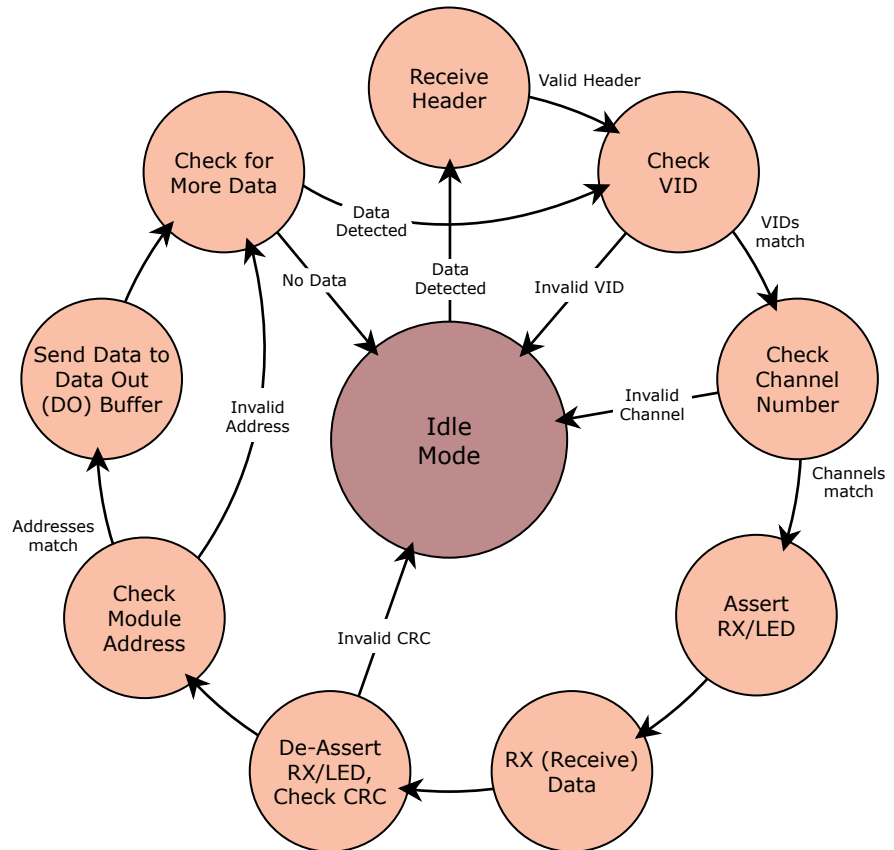 Receive
Header
Valid Header
Check
VID
Check for
More Data
Data
Detected
VIDs
match
No Data
Data
Detected
Invalid VID
Send Data to
Data Out
(DO) Buffer
Check
Channel
Number
Invalid
Channel
Invalid
Address
Idle
Mode
Channels
match
Addresses
match
Check
Module
Address
Assert
RX/LED
Invalid CRC
De-Assert
RX/LED,
Check CRC
RX (Receive)
Data